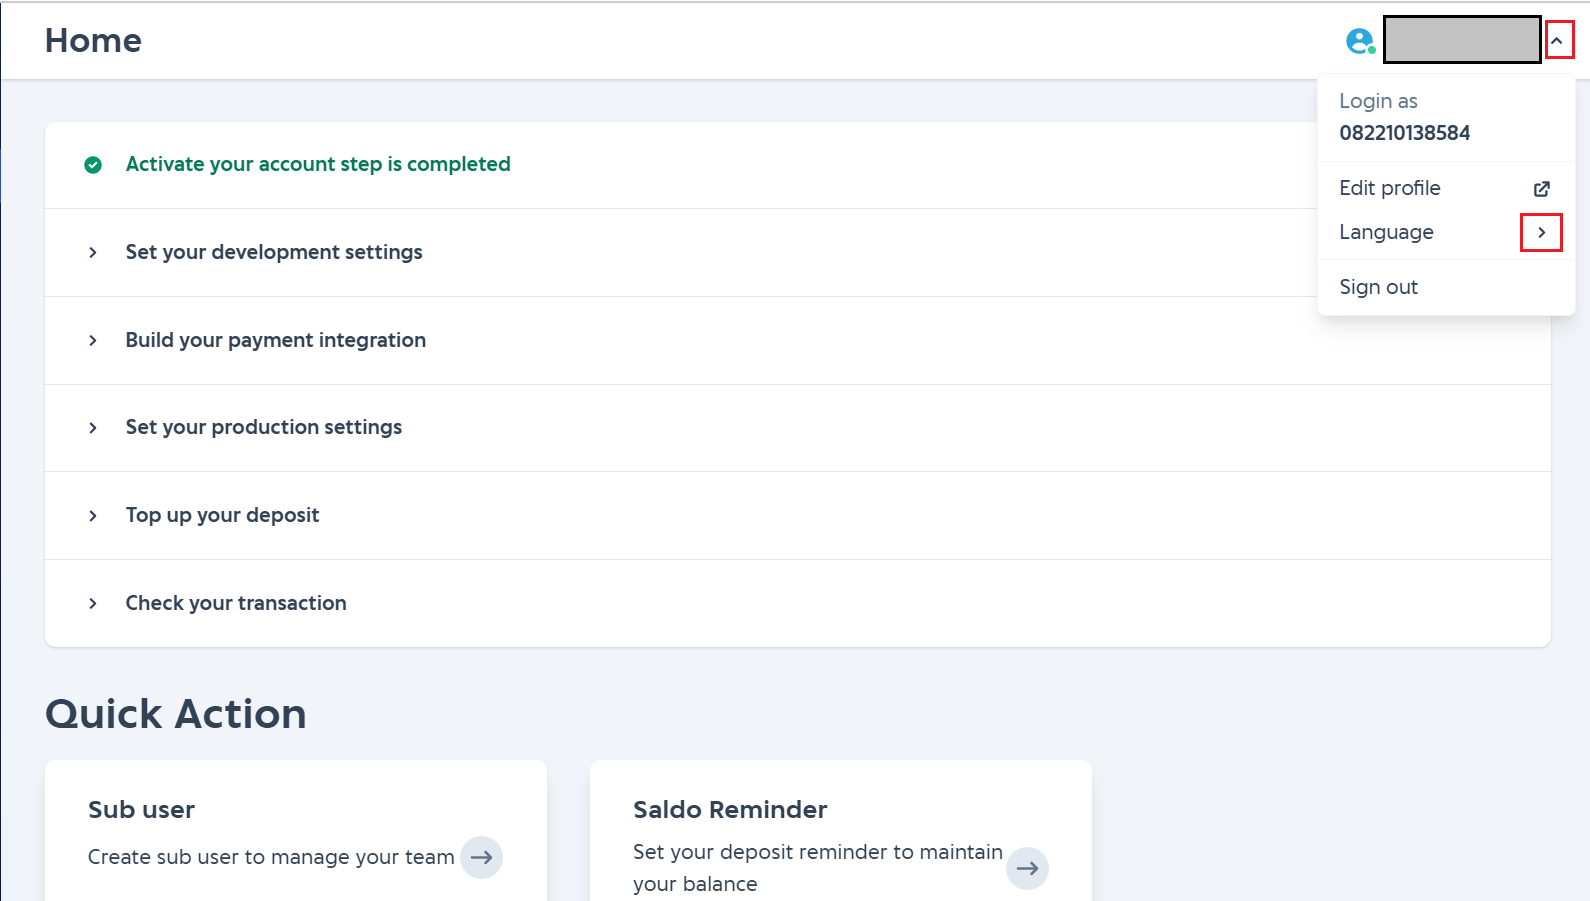 Home
Login as
082210138584
Edit profile
Language
Sign out
Activate your account step is completed
Set your development settings
Build your payment integration
Set your production settings
Top up your deposit
Check your transaction
Quick Action
Sub user
Create sub user to manage your team
Saldo Reminder
Set your deposit reminder to maintain
your balance